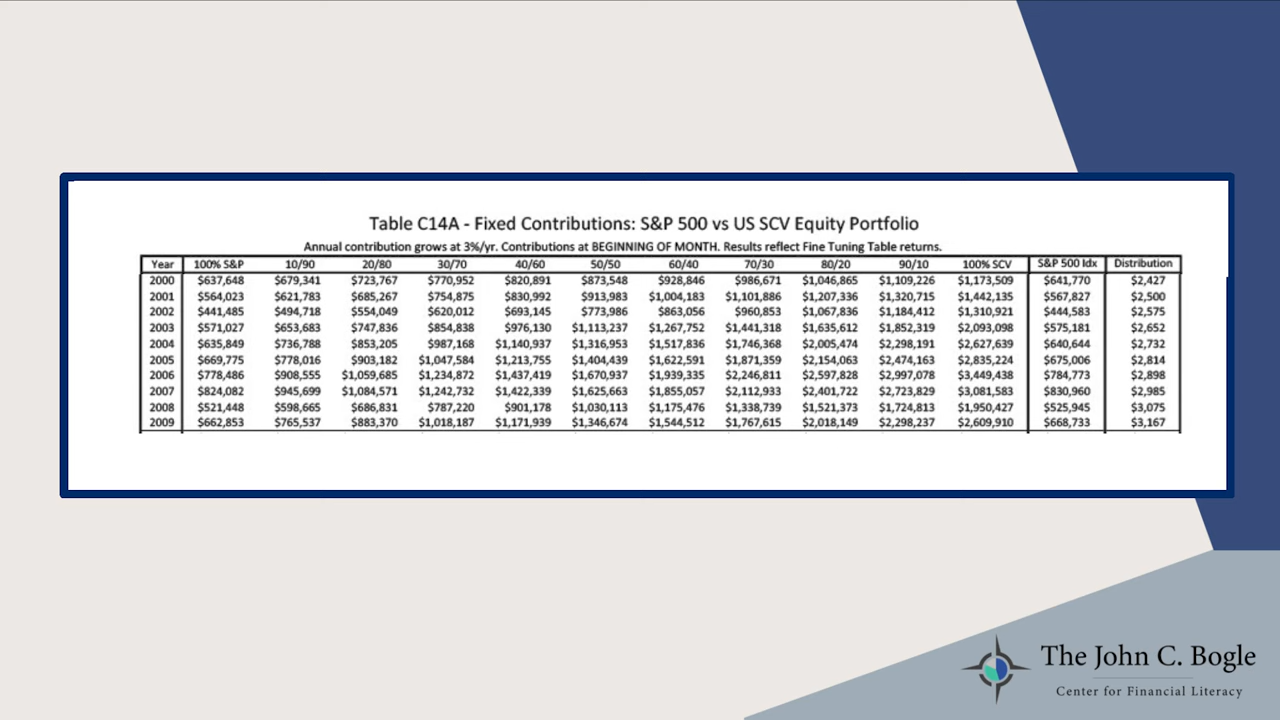 Table C14A - Fixed Contributions: S&P 500 vs US SCV Equity Portfolio
Annual contribution grows at 3%/yr. Contributions at BEGINNING OF MONTH. Results reflect Fine Tuning Table returns.
Year 100% S&P 10/90 20/80 30/70 40/60 50/50 60/40 70/30 80/20 90/10 100% SCV S&P 500 Idx Distribution
2000 $637,648 $679,341 $723,767 $770,952 $820,891 $873,548 $928,846 $986,671 $1,046,865 $1,109,226 $1,173,509 $641,770 $2,427
2001 $564,023 $621,783 $685,267 $754,875 $830,992 $913,983 $1,004,183 $1,101,886 $1,207,336 $1,320,715 $1,442,135 $567,827 $2,500
2002 $441,485 $494,718 $554,049 $620,012 $693,145 $773,986 $863,056 $960,853 $1,067,836 $1,184,412 $1,310,921 $444,583 $2,575
2003 $571,027 $653,683 $747,836 $854,838 $976,130 $1,113,237 $1,267,752 $1,441,318 $1,635,612 $1,852,319 $2,093,098 $575,181 $2,652
2004 $635,849 $736,788 $853,205 $987,168 $1,140,937 $1,316,953 $1,517,836 $1,746,368 $2,005,474 $2,298,191 $2,627,639 $640,644 $2,732
2005 $669,775 $778,016 $903,182 $1,047,584 $1,213,755 $1,404,439 $1,622,591 $1,871,359 $2,154,063 $2,474,163 $2,835,224 $675,006 $2,814
2006 $778,486 $908,555 $1,059,685 $1,234,872 $1,437,419 $1,670,937 $1,939,335 $2,246,811 $2,597,828 $2,997,078 $3,449,438 $784,773 $2,898
2007 $824,082 $945,699 $1,084,571 $1,242,732 $1,422,339 $1,625,663 $1,855,057 $2,112,933 $2,401,722 $2,723,829 $3,081,583 $830,960 $2,985
2008 $521,448 $598,665 $686,831 $787,220 $901,178 $1,030,113 $1,175,476 $1,338,739 $1,521,373 $1,724,813 $1,950,427 $525,945 $3,075
2009 $662,853 $765,537 $883,370 $1,018,187 $1,171,939 $1,346,674 $1,544,512 $1,767,615 $2,018,149 $2,298,237 $2,609,910 $668,733 $3,167
The John C. Bogle
Center for Financial Literacy